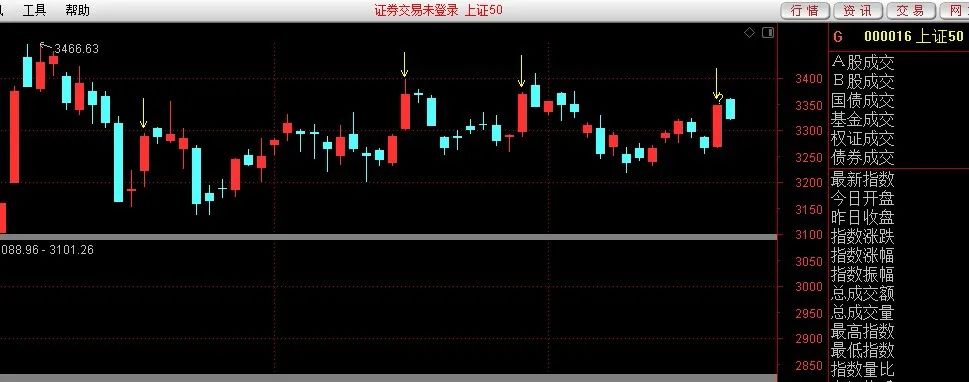 工具 帮助 证券交易未登录 上证50 行情 资讯 交易 网
G 000016 上证50
3466.63
3400
3350
3300
3250
3200
3150
3100
088.96 - 3101.26
3050
3000
2950
2900
2850
A股成交
B股成交
国债成交
基金成交
权证成交
债券成交
最新指数
今日开盘
昨日收盘
指数涨跌
指数涨幅
指数振幅
总成交额
总成交量
最高指数
最低指数
指数量比
?